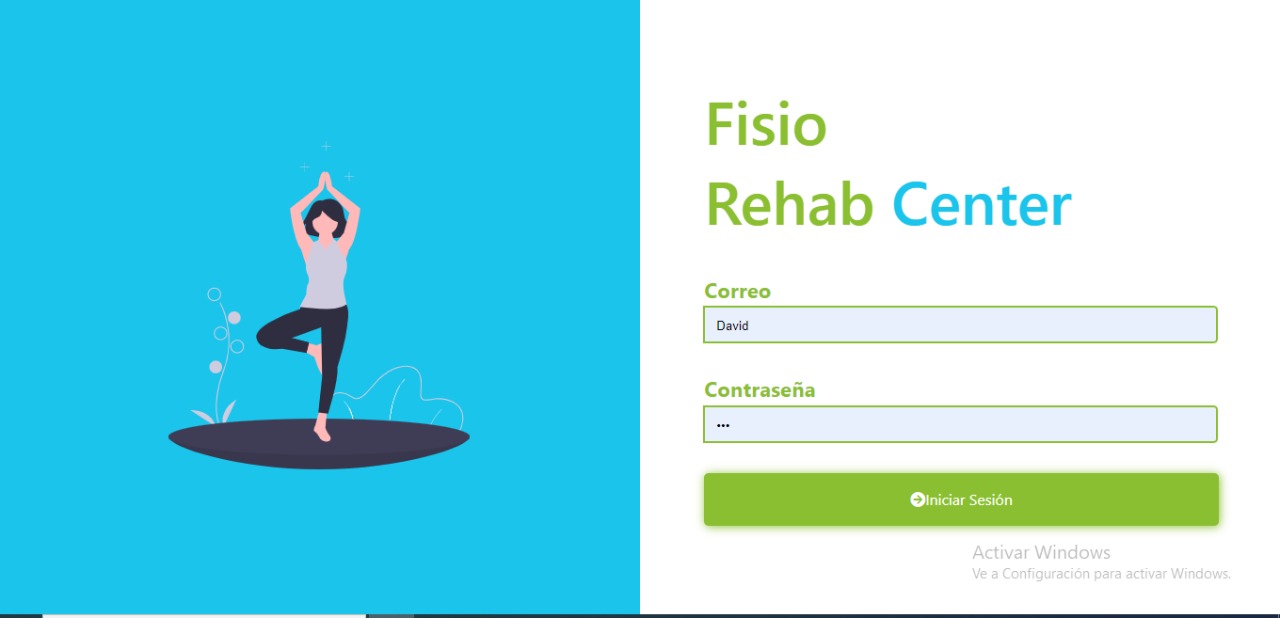 Fisio
Rehab Center
Correo
David
Contraseña
•••
Iniciar Sesión
Activar Windows
Ve a Configuración para activar Windows.